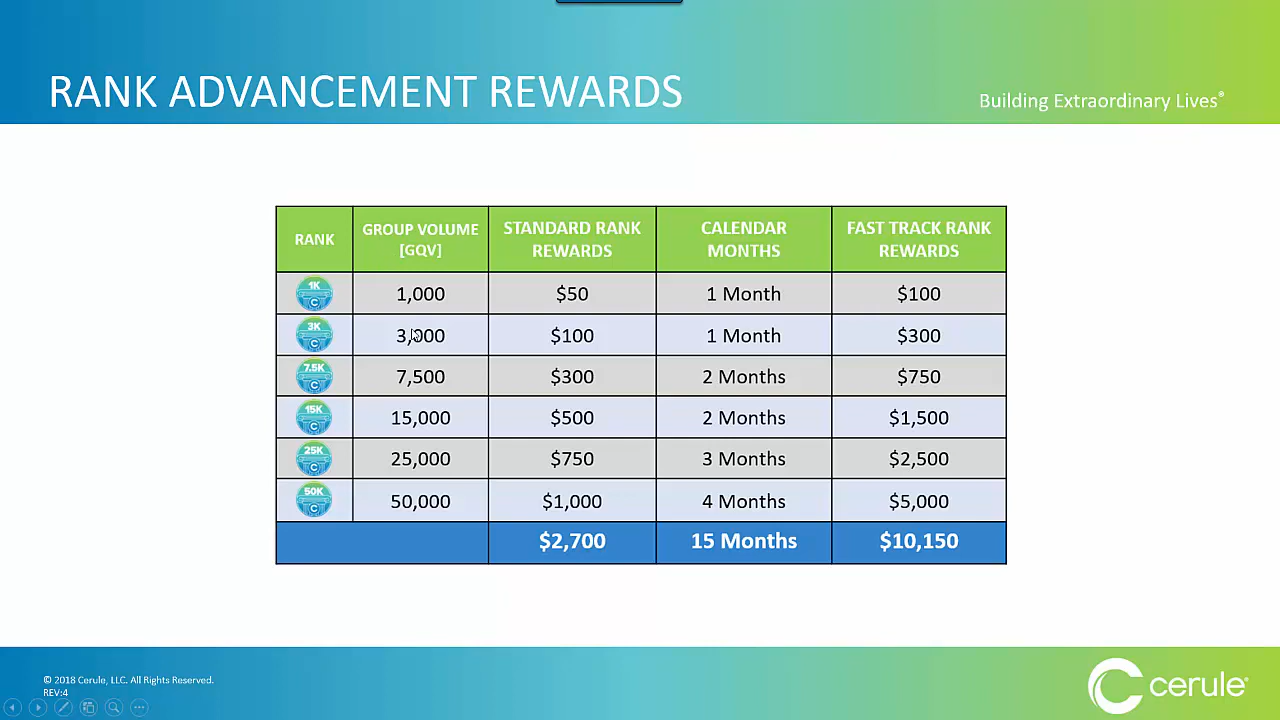 RANK ADVANCEMENT REWARDS
Building Extraordinary Lives®
RANK GROUP VOLUME [GQV] STANDARD RANK REWARDS CALENDAR MONTHS FAST TRACK RANK REWARDS
1K C 1,000 $50 1 Month $100
3K C 3,000 $100 1 Month $300
7.5K C 7,500 $300 2 Months $750
15K C 15,000 $500 2 Months $1,500
25K C 25,000 $750 3 Months $2,500
50K C 50,000 $1,000 4 Months $5,000
$2,700 15 Months $10,150
© 2018 Cerule, LLC. All Rights Reserved.
REV:4
cerule®